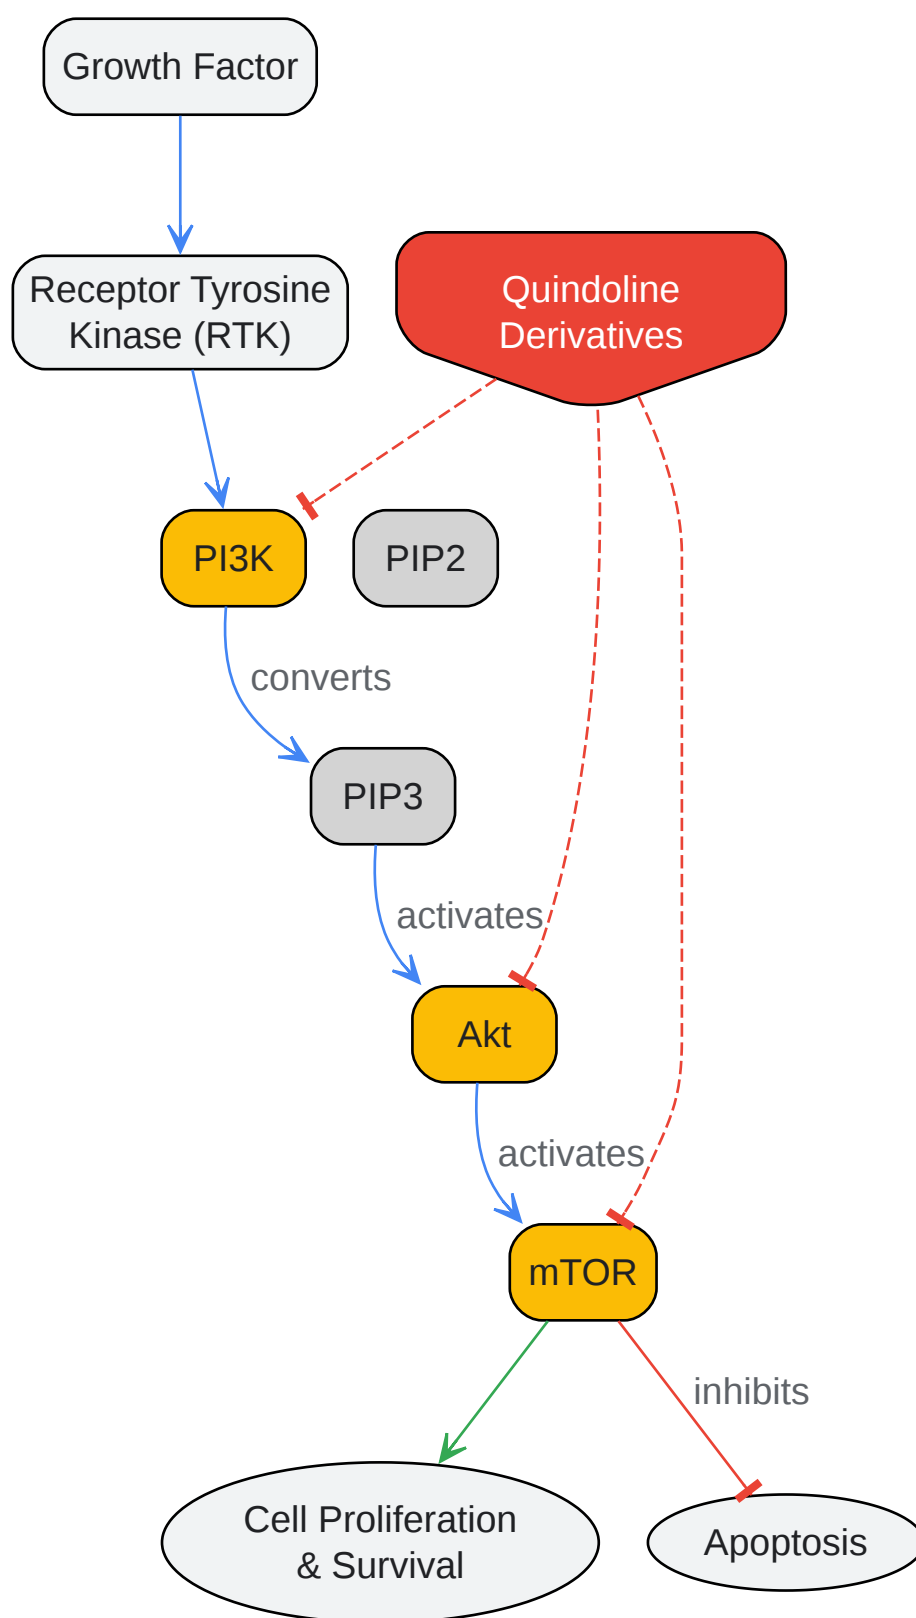 Growth Factor
Receptor Tyrosine
Kinase (RTK)
Quindoline
Derivatives
PI3K
PIP2
converts
PIP3
activates
Akt
activates
mTOR
inhibits
Cell Proliferation
& Survival
Apoptosis